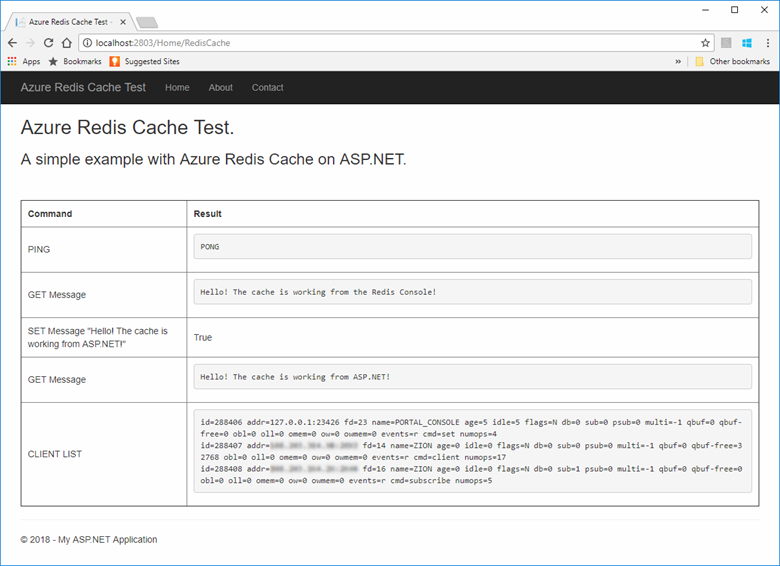 Azure Redis Cache Test -
localhost:2803/Home/RedisCache
Apps Bookmarks Suggested Sites » Other bookmarks
Azure Redis Cache Test Home About Contact
Azure Redis Cache Test.
A simple example with Azure Redis Cache on ASP.NET.
Command Result
PING PONG
GET Message Hello! The cache is working from the Redis Console!
SET Message "Hello! The cache is
working from ASP.NET!" True
GET Message Hello! The cache is working from ASP.NET!
CLIENT LIST
id=288406 addr=127.0.0.1:23426 fd=23 name=PORTAL_CONSOLE age=5 idle=5 flags=N db=0 sub=0 psub=0 multi=-1 qbuf=0 qbuf-
free=0 obl=0 oll=0 omem=0 ow=0 owmem=0 events=r cmd=set numops=4
id=288407 addr= fd=14 name=ZION age=0 idle=0 flags=N db=0 sub=0 psub=0 multi=-1 qbuf=0 qbuf-free=3
2768 obl=0 oll=0 omem=0 ow=0 owmem=0 events=r cmd=client numops=17
id=288408 addr= fd=16 name=ZION age=0 idle=0 flags=N db=0 sub=1 psub=0 multi=-1 qbuf=0 qbuf-free=0
obl=0 oll=0 omem=0 ow=0 owmem=0 events=r cmd=subscribe numops=5
© 2018 - My ASP.NET Application